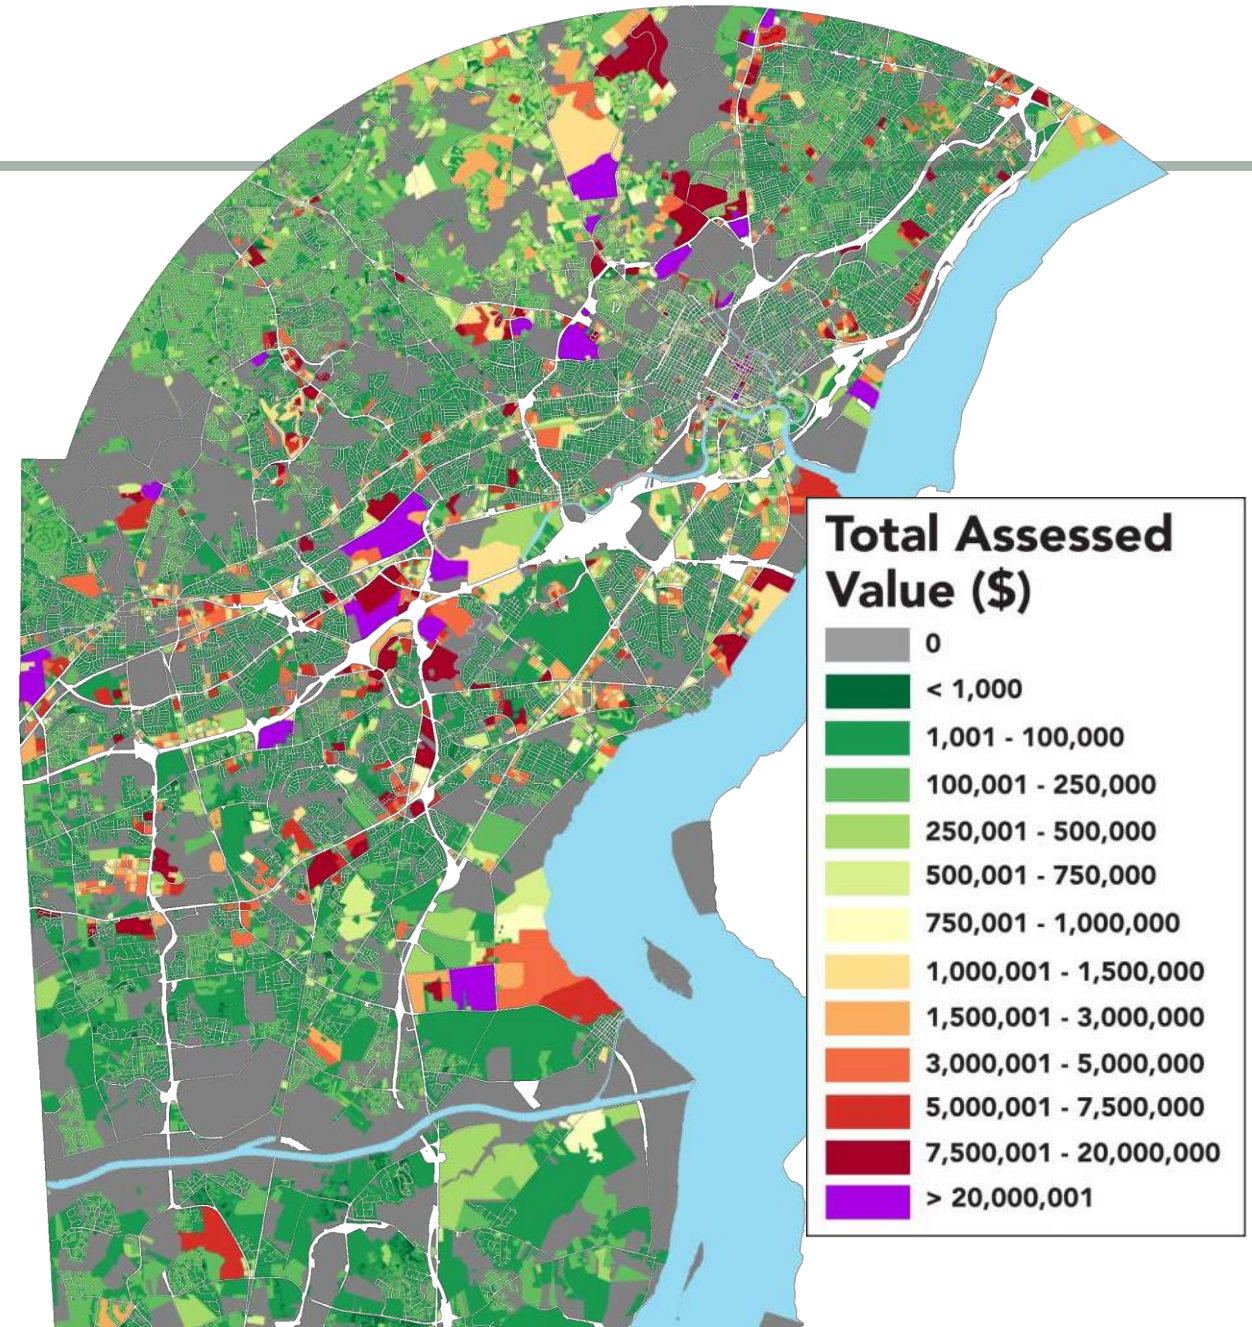 Total Assessed
Value ($)
0
< 1,000
1,001 - 100,000
100,001 - 250,000
250,001 - 500,000
500,001 - 750,000
750,001 - 1,000,000
1,000,001 - 1,500,000
1,500,001 - 3,000,000
3,000,001 - 5,000,000
5,000,001 - 7,500,000
7,500,001 - 20,000,000
> 20,000,001